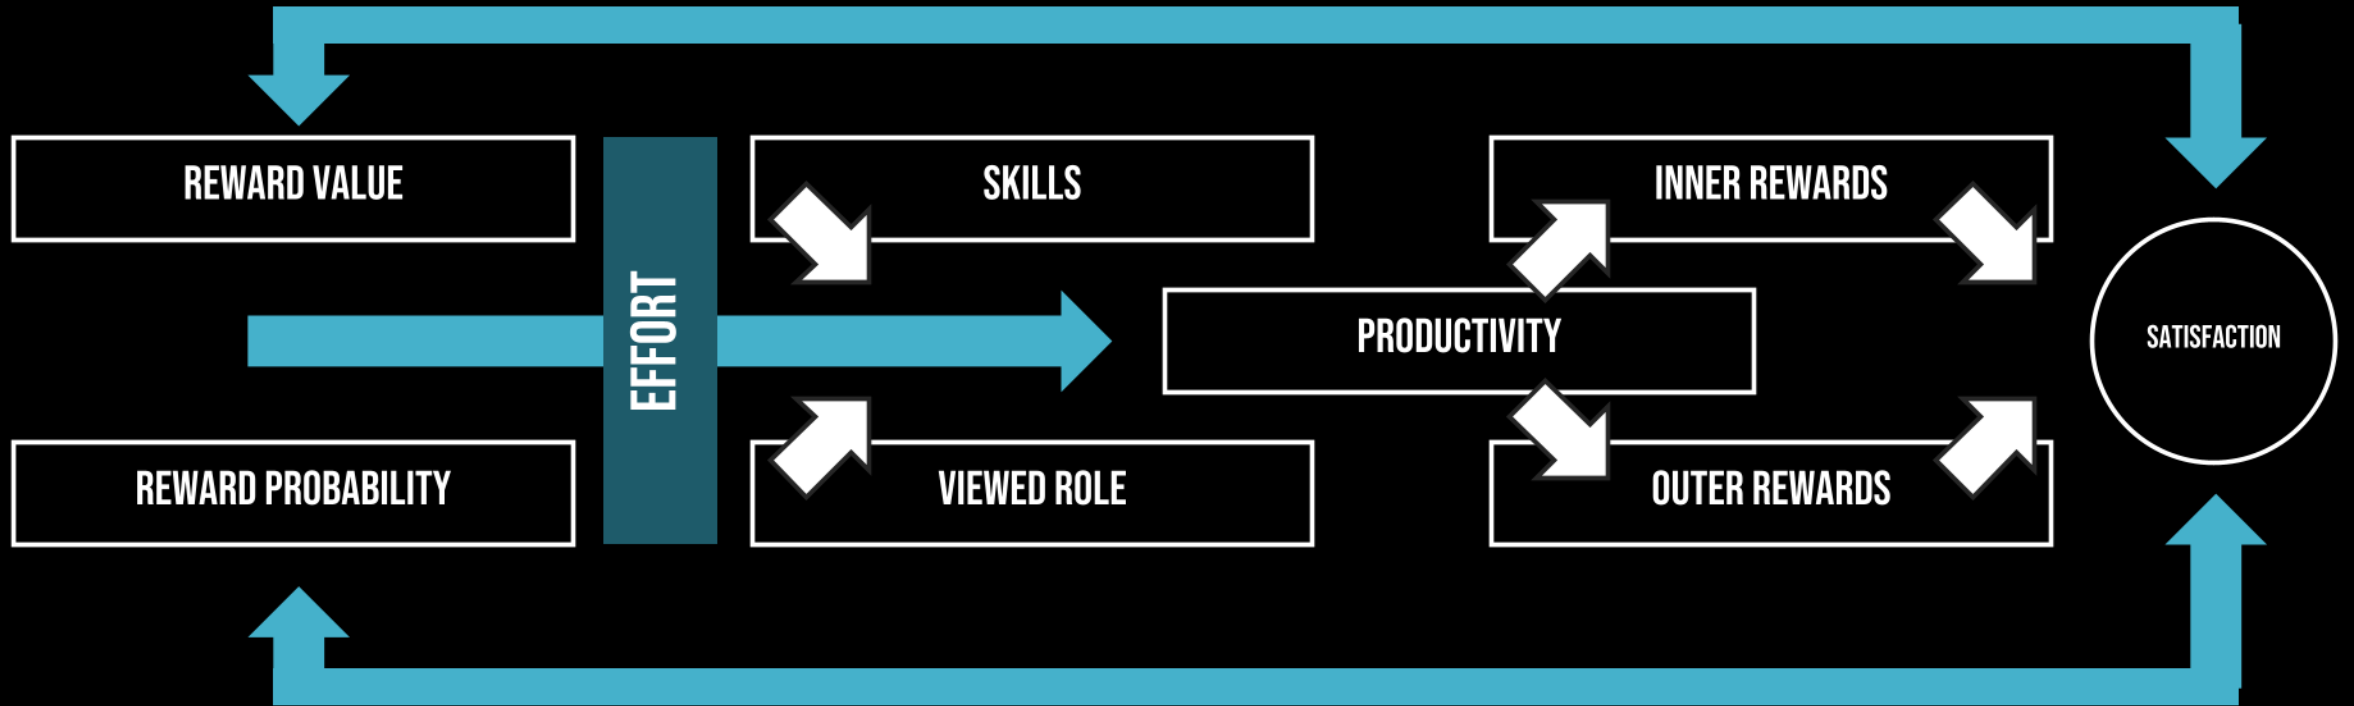 REWARD VALUE
SKILLS
INNER REWARDS
EFFORT
PRODUCTIVITY
SATISFACTION
REWARD PROBABILITY
VIEWED ROLE
OUTER REWARDS